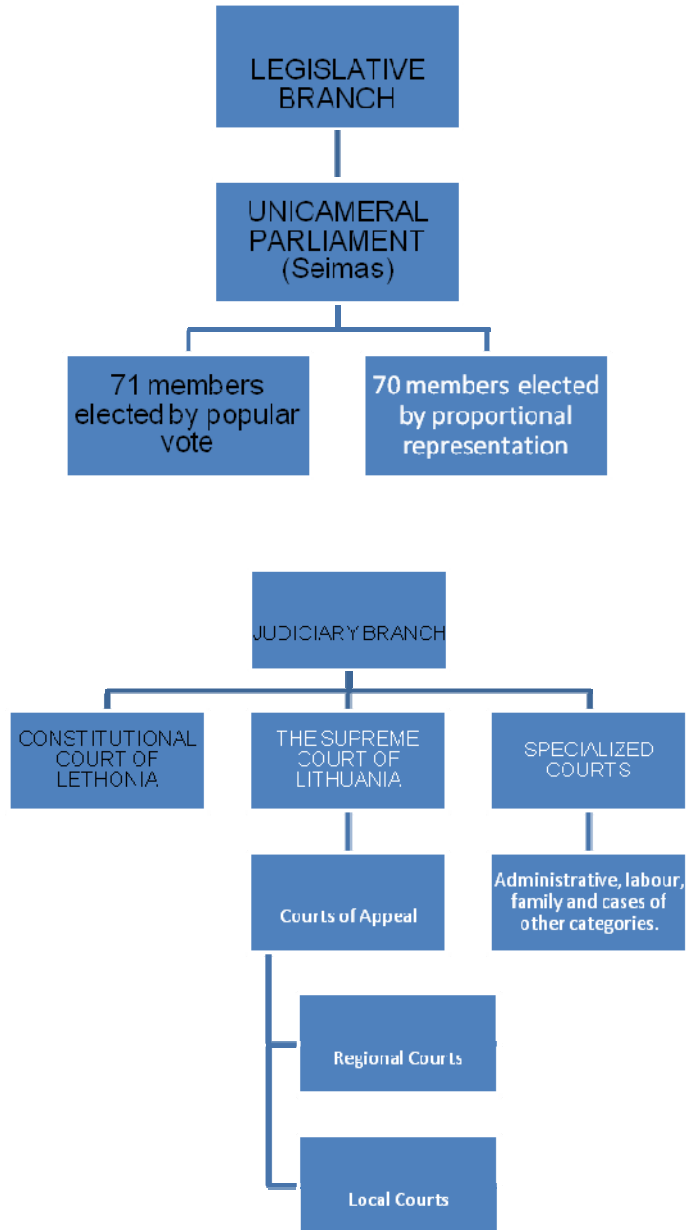 LEGISLATIVE
BRANCH
UNICAMERAL
PARLIAMENT
(Seimas)
71 members
elected by popular
vote
70 members elected
by proportional
representation
JUDICIARY BRANCH
CONSTITUTIONAL
COURT OF
LETHONIA
THE SUPREME
COURT OF
LITHUANIA
SPECIALIZED
COURTS
Courts of Appeal
Administrative, labour,
family and cases of
other categories.
Regional Courts
Local Courts